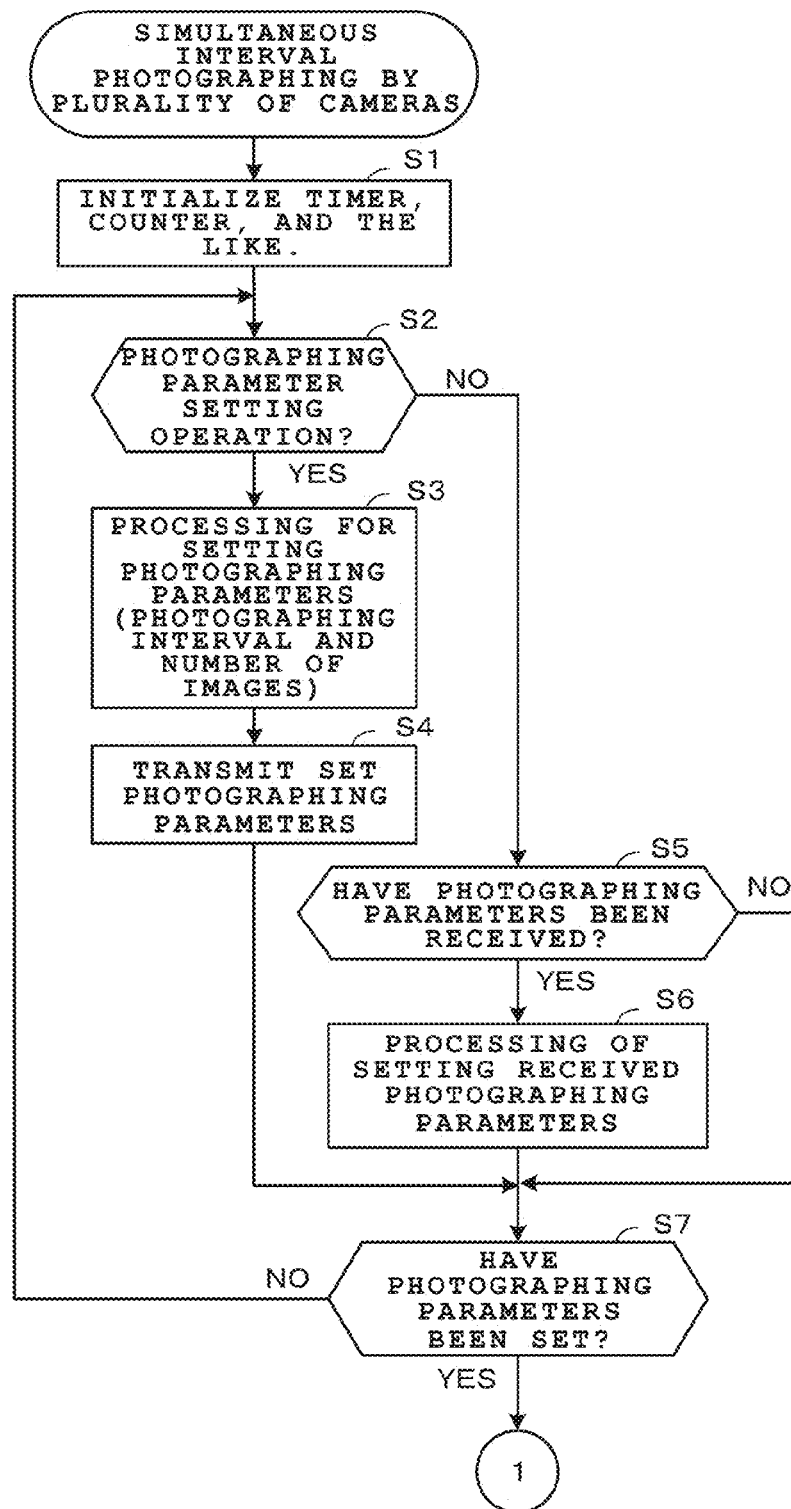 SIMULTANEOUS
INTERVAL
PHOTOGRAPHING BY
PLURALITY OF CAMERAS
S1
INITIALIZE TIMER,
COUNTER, AND THE
LIKE.
S2
PHOTOGRAPHING
PARAMETER
SETTING
OPERATION?
NO
YES
S3
PROCESSING FOR
SETTING
PHOTOGRAPHING
PARAMETERS
(PHOTOGRAPHING
INTERVAL AND
NUMBER OF
IMAGES)
S4
TRANSMIT SET
PHOTOGRAPHING
PARAMETERS
S5
HAVE PHOTOGRAPHING
PARAMETERS BEEN
RECEIVED?
NO
YES
S6
PROCESSING OF
SETTING RECEIVED
PHOTOGRAPHING
PARAMETERS
S7
HAVE
PHOTOGRAPHING
PARAMETERS
BEEN SET?
NO
YES
1